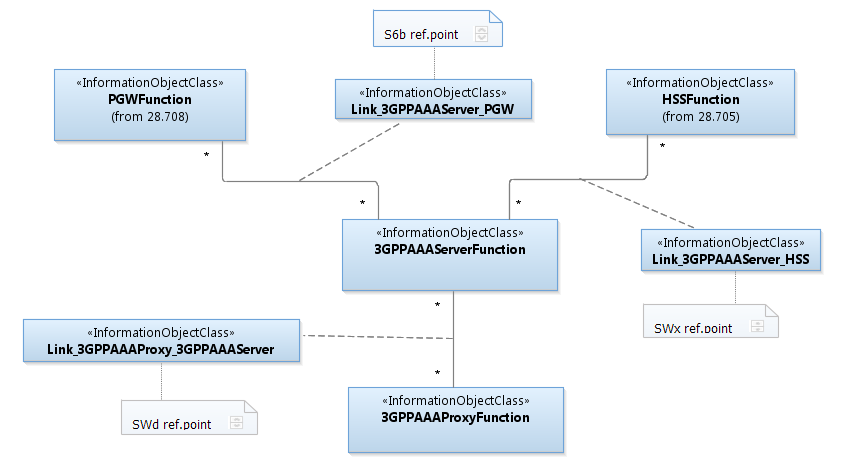 S6b ref.point
«InformationObjectClass»
PGWFunction
(from 28.708)
«InformationObjectClass»
Link_3GPPAAAServer_PGW
«InformationObjectClass»
HSSFunction
(from 28.705)
*
*
*
*
«InformationObjectClass»
3GPPAAAServerFunction
«InformationObjectClass»
Link_3GPPAAAServer_HSS
*
SWx ref.point
«InformationObjectClass»
Link_3GPPAAAProxy_3GPPAAAServer
*
«InformationObjectClass»
3GPPAAAProxyFunction
SWd ref.point